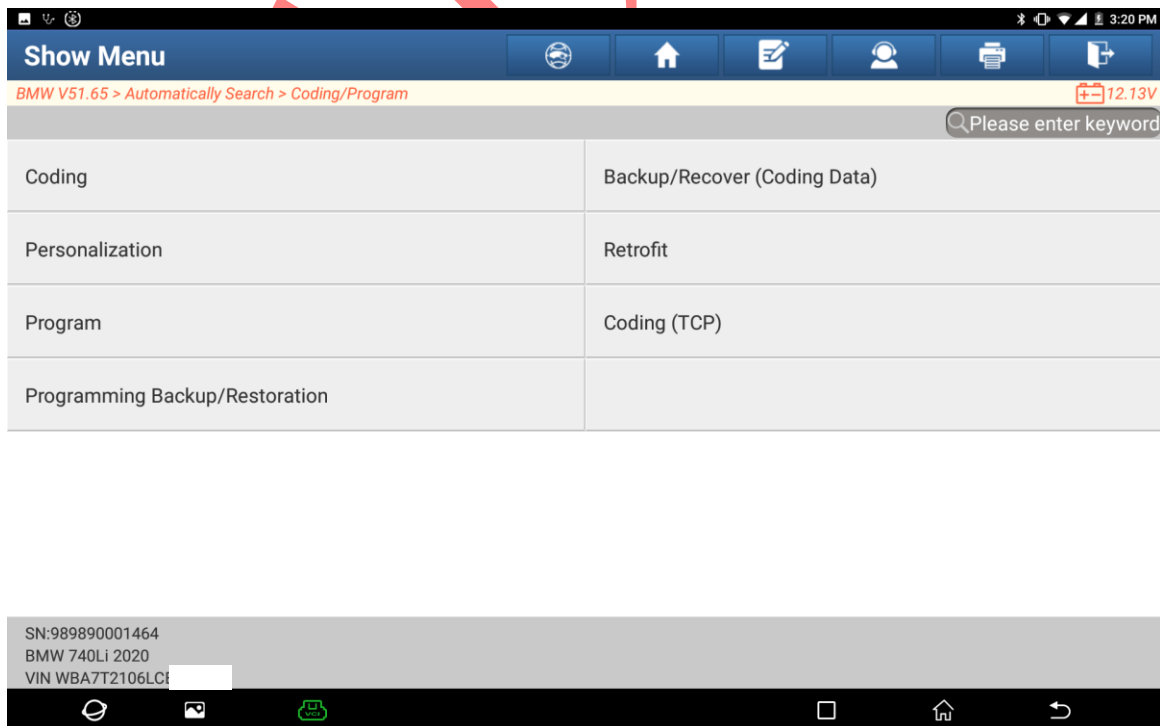 3:20 PM
Show Menu
BMW V51.65 > Automatically Search > Coding/Program
12.13V
Please enter keyword
Coding
Backup/Recover (Coding Data)
Personalization
Retrofit
Program
Coding (TCP)
Programming Backup/Restoration
SN:989890001464
BMW 740Li 2020
VIN WBA7T2106LC
VCI